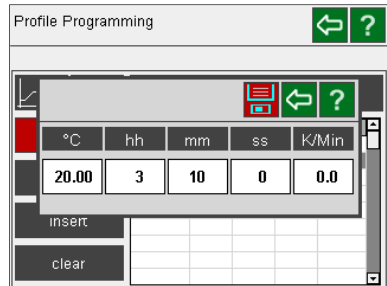 Profile Programming
?
?
°C hh mm ss K/Min
20.00 3 10 0 0.0
insert
clear